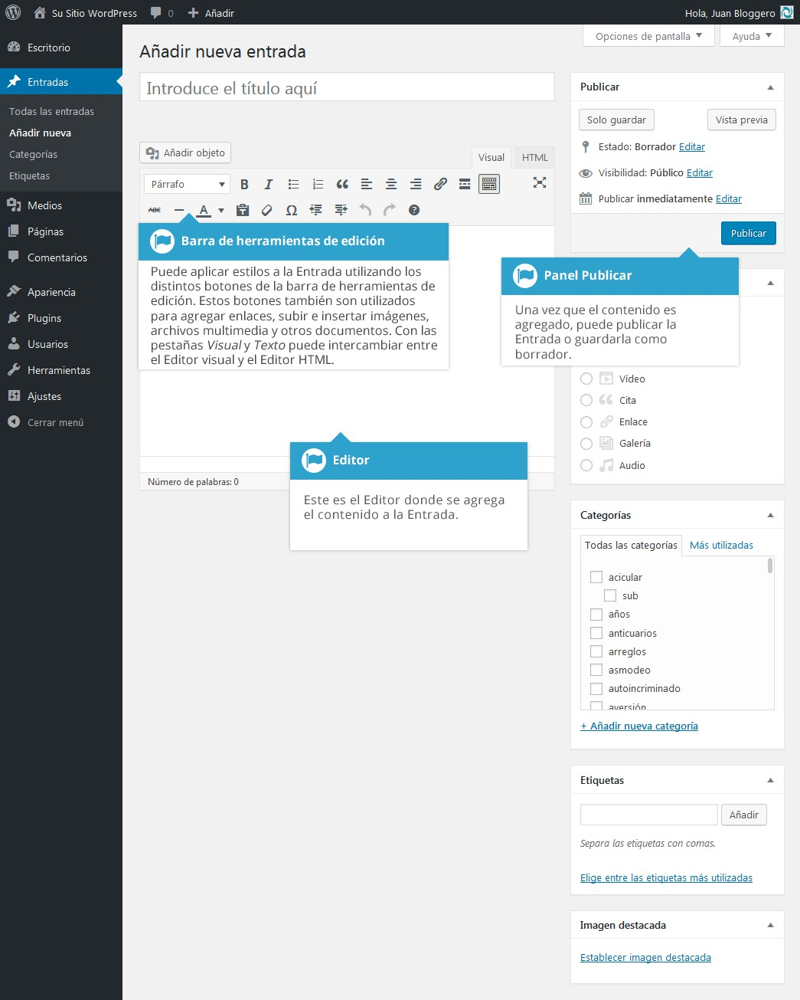 Su Sitio WordPress
0
Añadir
Hola, Juan Bloggero
Escritorio
Entradas
Todas las entradas
Añadir nueva
Categorías
Etiquetas
Medios
Páginas
Comentarios
Apariencia
Plugins
Usuarios
Herramientas
Ajustes
Cerrar menú
Opciones de pantalla
Ayuda
Añadir nueva entrada
Introduce el título aquí
Añadir objeto
Visual
HTML
Párrafo
B
I
ABC
A
Ω
Barra de herramientas de edición
Puede aplicar estilos a la Entrada utilizando los
distintos botones de la barra de herramientas de
edición. Estos botones también son utilizados
para agregar enlaces, subir e insertar imágenes,
archivos multimedia y otros documentos. Con las
pestañas Visual y Texto puede intercambiar entre
el Editor visual y el Editor HTML.
Editor
Este es el Editor donde se agrega
el contenido a la Entrada.
Número de palabras: 0
Publicar
Solo guardar
Vista previa
Estado: Borrador Editar
Visibilidad: Público Editar
Publicar inmediatamente Editar
Publicar
Panel Publicar
Una vez que el contenido es
agregado, puede publicar la
Entrada o guardarla como
borrador.
Vídeo
Cita
Enlace
Galería
Audio
Categorías
Todas las categorías
Más utilizadas
acicular
sub
años
anticuarios
arreglos
asmodeo
autoincriminado
aversión
+ Añadir nueva categoría
Etiquetas
Añadir
Separa las etiquetas con comas.
Elige entre las etiquetas más utilizadas
Imagen destacada
Establecer imagen destacada